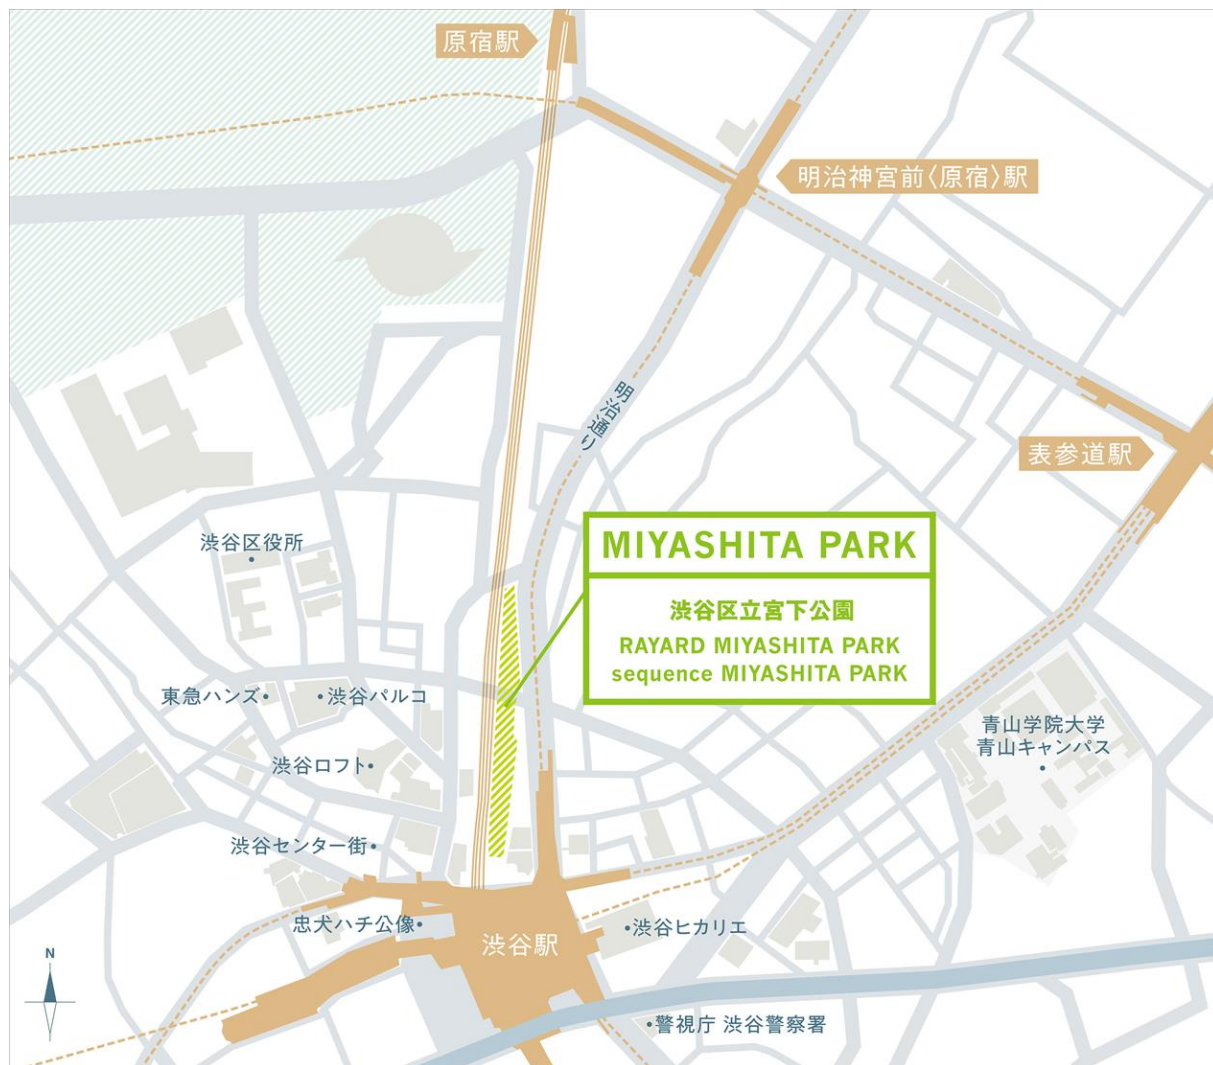 原宿駅
明治神宮前〈原宿〉駅
明治通り
表参道駅
MIYASHITA PARK
渋谷区立宮下公園
RAYARD MIYASHITA PARK
sequence MIYASHITA PARK
渋谷区役所
東急ハンズ
渋谷パルコ
青山学院大学
青山キャンパス
渋谷ロフト
渋谷センター街
忠犬ハチ公像
渋谷駅
渋谷ヒカリエ
N
警視庁 渋谷警察署